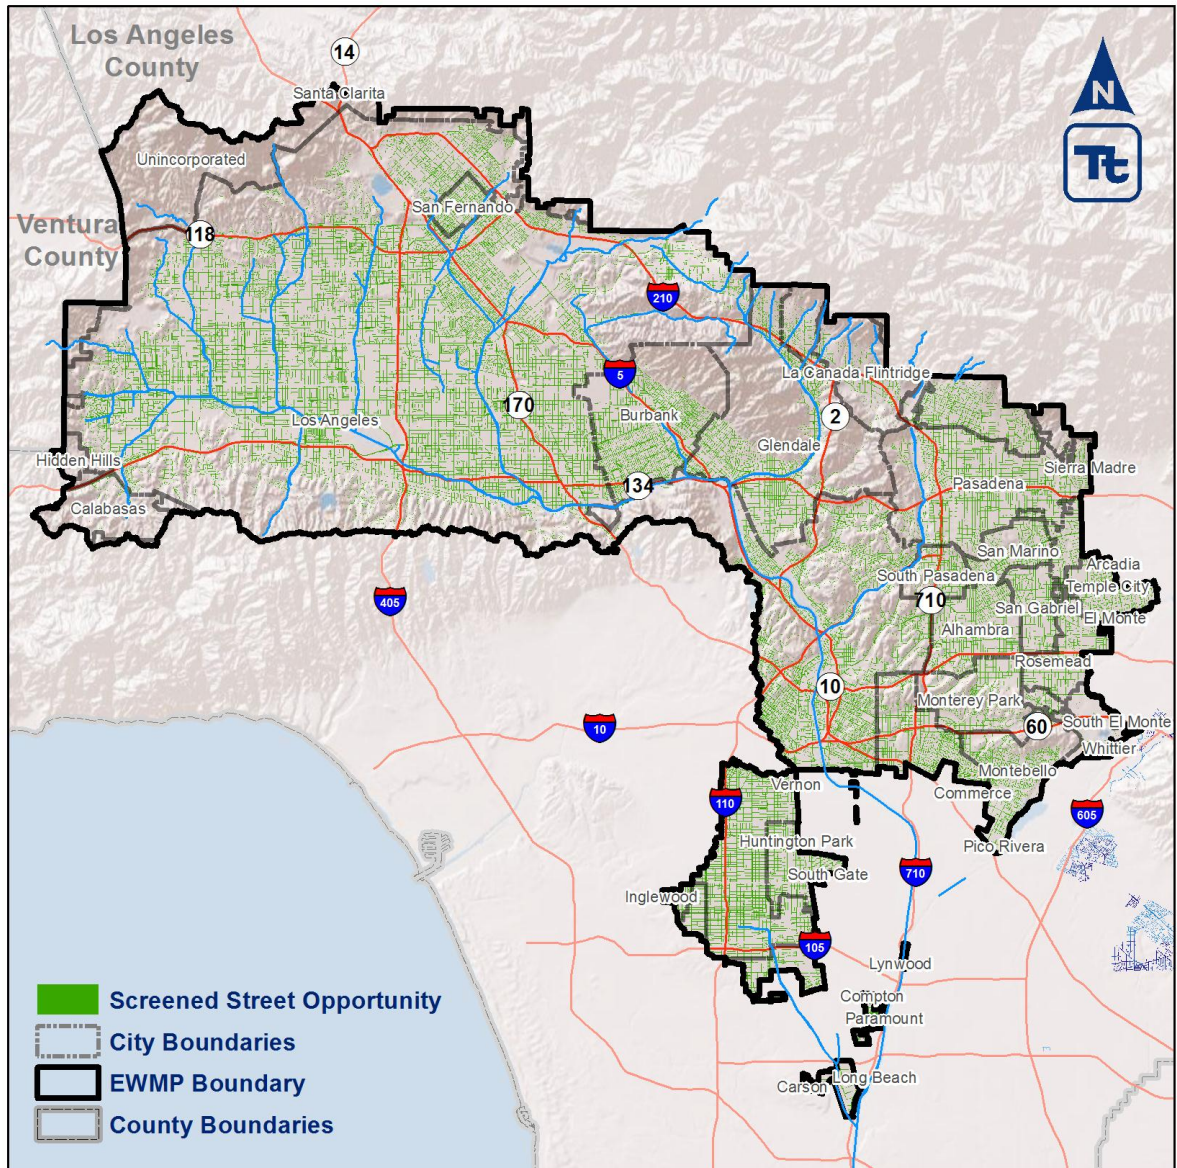 Los Angeles
County
14
Santa Clarita
N
Tt
Unincorporated
San Fernando
Ventura
County
118
210
5
La Canada Flintridge
170
Burbank
2
Los Angeles
Glendale
Hidden Hills
Sierra Madre
134
Pasadena
Calabasas
San Marino
Arcadia
South Pasadena
Temple City
405
710
San Gabriel
El Monte
Alhambra
Rosemead
10
Monterey Park
10
60
South El Monte
Whittier
Montebello
Vernon
Commerce
110
605
Huntington Park
Pico Rivera
South Gate
710
Inglewood
105
Lynwood
Compton
Paramount
Long Beach
Carson
Screened Street Opportunity
City Boundaries
EWMP Boundary
County Boundaries